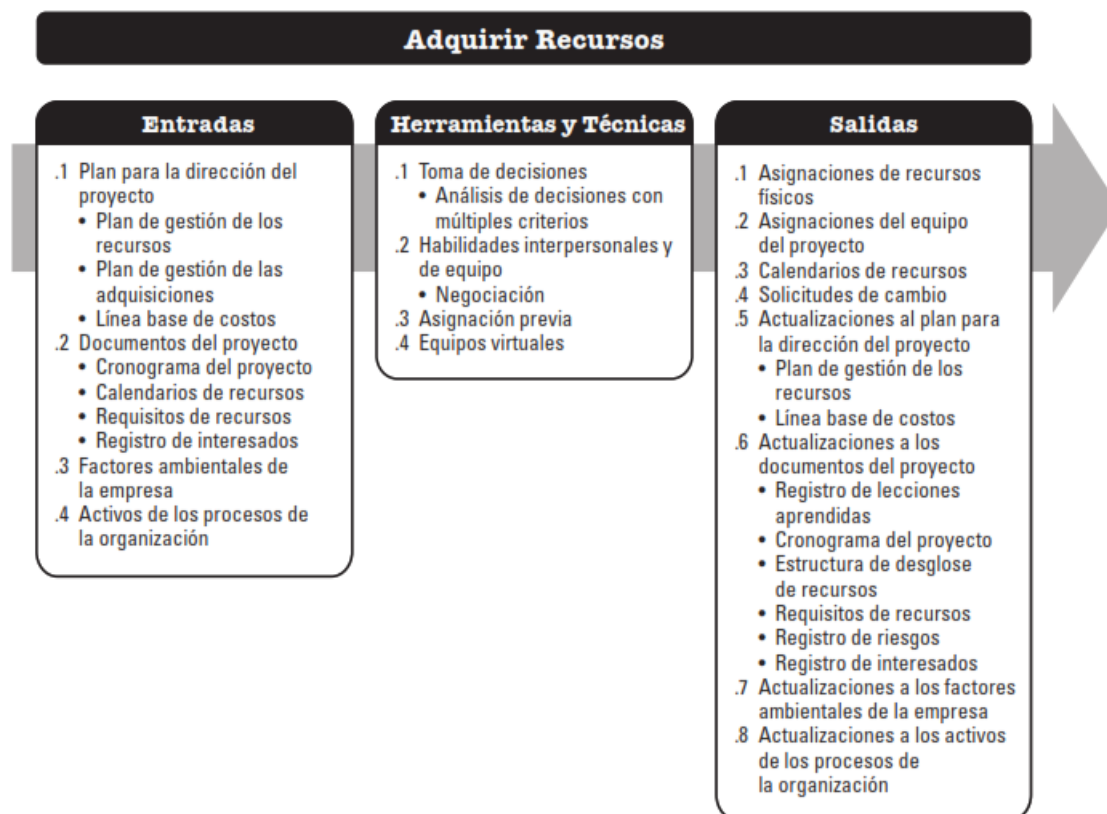 Adquirir Recursos
Entradas
.1 Plan para la dirección del
proyecto
• Plan de gestión de los
recursos
• Plan de gestión de las
adquisiciones
• Línea base de costos
.2 Documentos del proyecto
• Cronograma del proyecto
• Calendarios de recursos
• Requisitos de recursos
• Registro de interesados
.3 Factores ambientales de
la empresa
.4 Activos de los procesos de
la organización
Herramientas y Técnicas
.1 Toma de decisiones
• Análisis de decisiones con
múltiples criterios
.2 Habilidades interpersonales y
de equipo
• Negociación
.3 Asignación previa
.4 Equipos virtuales
Salidas
.1 Asignaciones de recursos
físicos
.2 Asignaciones del equipo
del proyecto
.3 Calendarios de recursos
.4 Solicitudes de cambio
.5 Actualizaciones al plan para
la dirección del proyecto
• Plan de gestión de los
recursos
• Línea base de costos
.6 Actualizaciones a los
documentos del proyecto
• Registro de lecciones
aprendidas
• Cronograma del proyecto
• Estructura de desglose
de recursos
• Requisitos de recursos
• Registro de riesgos
• Registro de interesados
.7 Actualizaciones a los factores
ambientales de la empresa
.8 Actualizaciones a los activos
de los procesos de
la organización